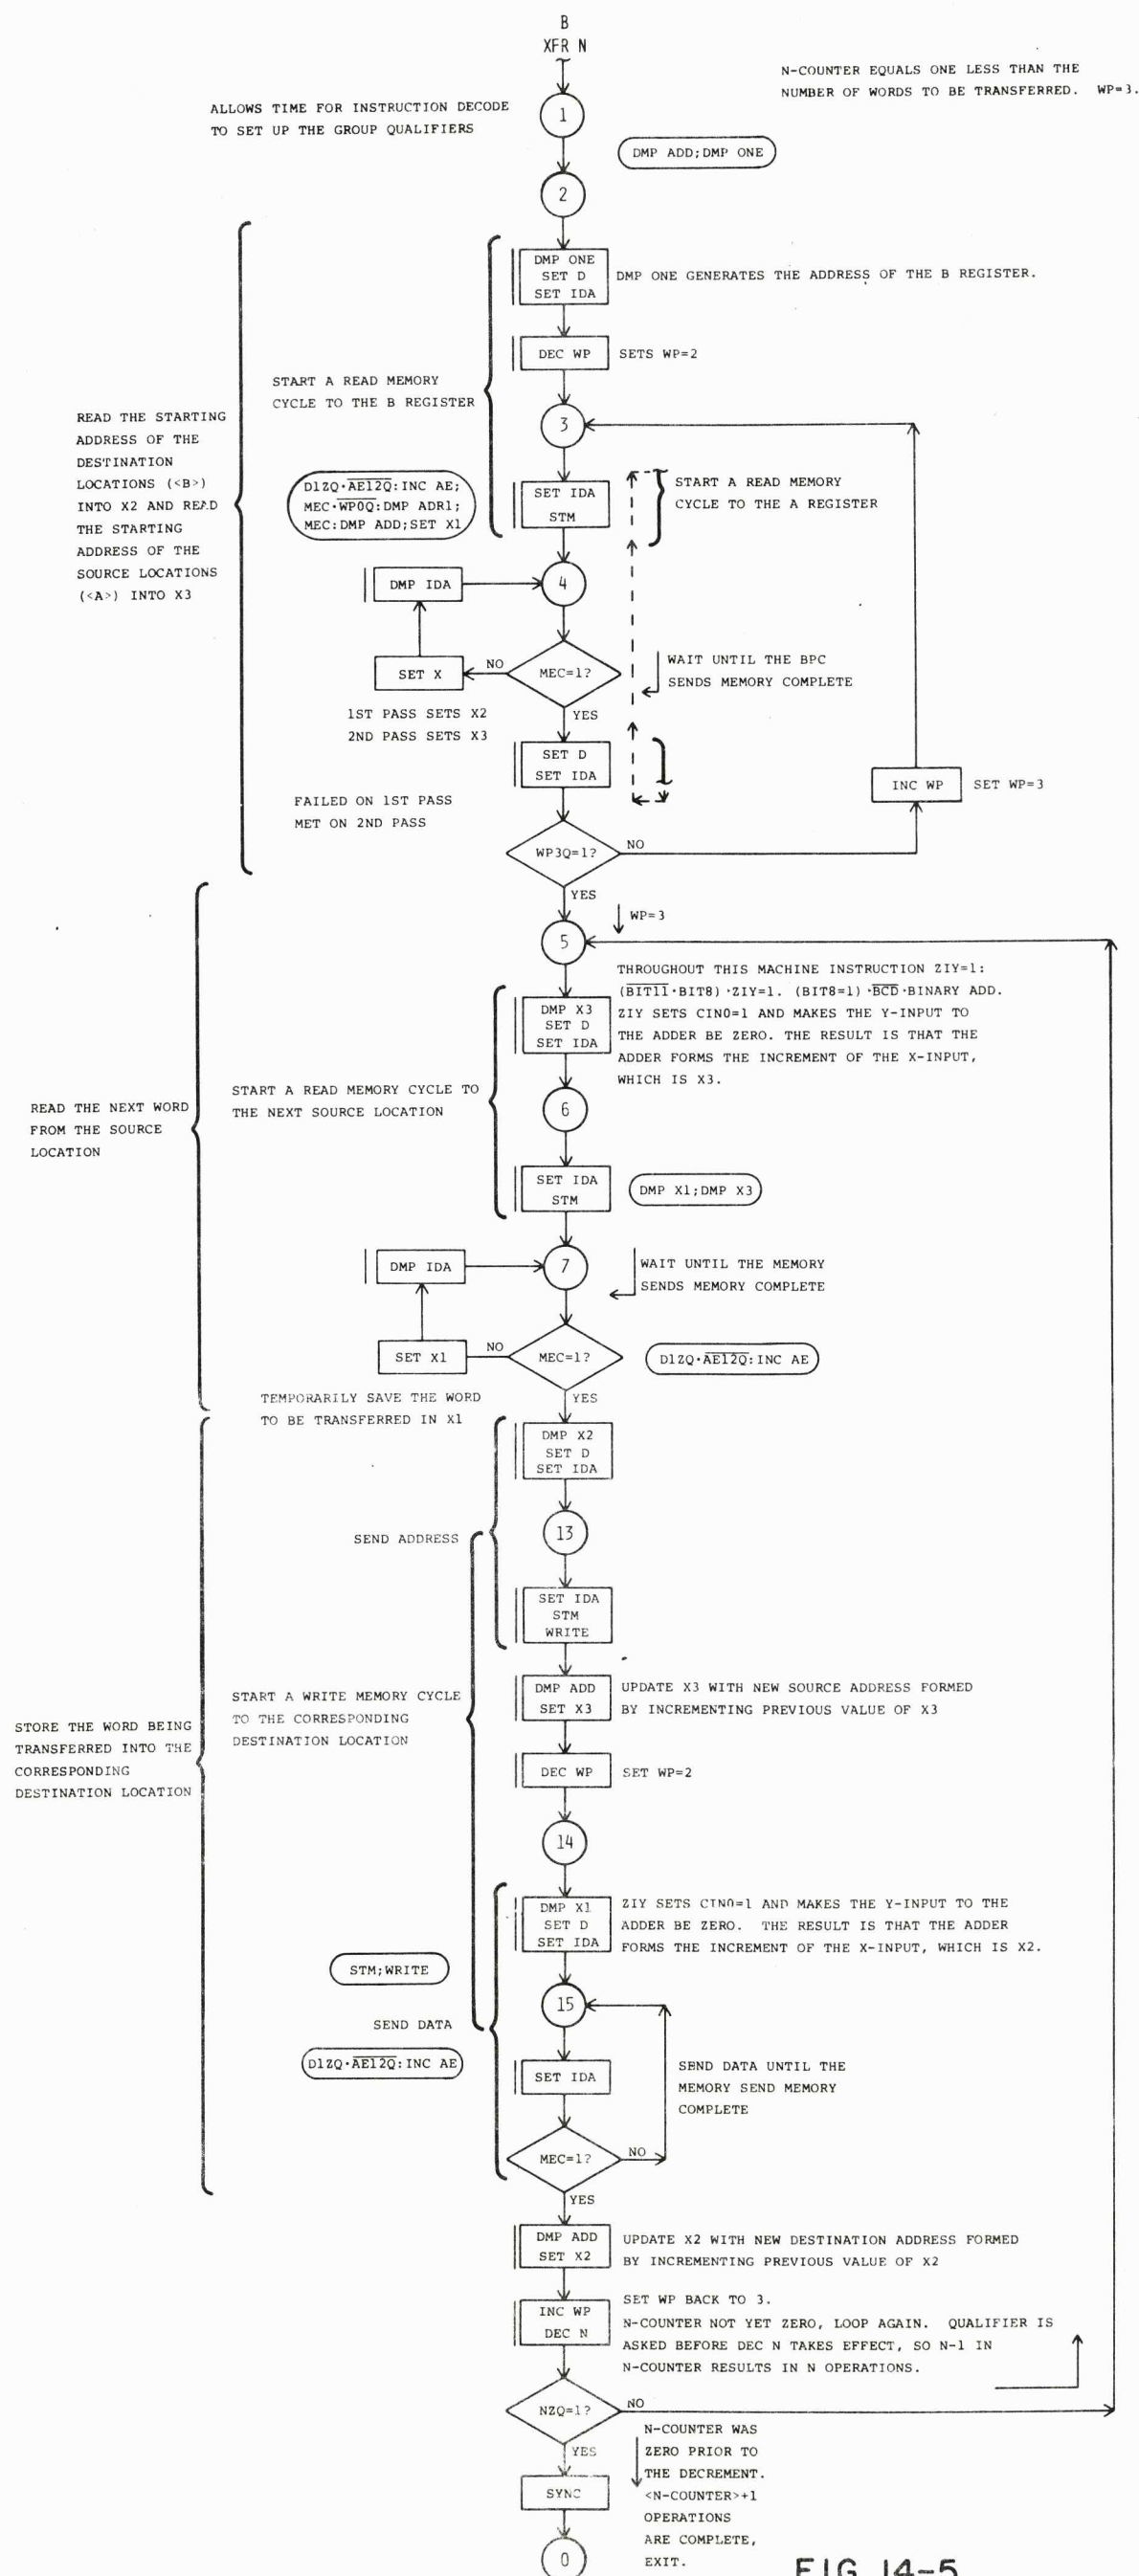 B
XFR N
N-COUNTER EQUALS ONE LESS THAN THE
NUMBER OF WORDS TO BE TRANSFERRED. WP=3.
ALLOWS TIME FOR INSTRUCTION DECODE
TO SET UP THE GROUP QUALIFIERS
1
DMP ADD;DMP ONE
2
DMP ONE
SET D
SET IDA
DMP ONE GENERATES THE ADDRESS OF THE B REGISTER.
DEC WP
SETS WP=2
START A READ MEMORY
CYCLE TO THE B REGISTER
READ THE STARTING
ADDRESS OF THE
DESTINATION
LOCATIONS (<B>)
INTO X2 AND READ
THE STARTING
ADDRESS OF THE
SOURCE LOCATIONS
(<A>) INTO X3
3
D1ZQ·A̅E̅1̅2̅Q̅:INC AE;
MEC·W̅P̅0̅Q̅:DMP ADR1;
MEC:DMP ADD;SET X1
SET IDA
STM
START A READ MEMORY
CYCLE TO THE A REGISTER
DMP IDA
4
SET X
NO
MEC=1?
WAIT UNTIL THE BPC
SENDS MEMORY COMPLETE
1ST PASS SETS X2
2ND PASS SETS X3
YES
SET D
SET IDA
INC WP
SET WP=3
FAILED ON 1ST PASS
MET ON 2ND PASS
WP3Q=1?
NO
YES
WP=3
5
THROUGHOUT THIS MACHINE INSTRUCTION ZIY=1:
(B̅I̅T̅1̅1̅·BIT8)·ZIY=1. (BIT8=1)·B̅C̅D̅·BINARY ADD.
ZIY SETS CIN0=1 AND MAKES THE Y-INPUT TO
THE ADDER BE ZERO. THE RESULT IS THAT THE
ADDER FORMS THE INCREMENT OF THE X-INPUT,
WHICH IS X3.
DMP X3
SET D
SET IDA
START A READ MEMORY CYCLE TO
THE NEXT SOURCE LOCATION
READ THE NEXT WORD
FROM THE SOURCE
LOCATION
6
SET IDA
STM
DMP X1;DMP X3
DMP IDA
7
WAIT UNTIL THE MEMORY
SENDS MEMORY COMPLETE
SET X1
NO
MEC=1?
D1ZQ·A̅E̅1̅2̅Q̅:INC AE
TEMPORARILY SAVE THE WORD
TO BE TRANSFERRED IN X1
YES
DMP X2
SET D
SET IDA
SEND ADDRESS
13
SET IDA
STM
WRITE
START A WRITE MEMORY CYCLE
TO THE CORRESPONDING
DESTINATION LOCATION
DMP ADD
SET X3
UPDATE X3 WITH NEW SOURCE ADDRESS FORMED
BY INCREMENTING PREVIOUS VALUE OF X3
STORE THE WORD BEING
TRANSFERRED INTO THE
CORRESPONDING
DESTINATION LOCATION
DEC WP
SET WP=2
14
DMP X1
SET D
SET IDA
ZIY SETS CIN0=1 AND MAKES THE Y-INPUT TO THE
ADDER BE ZERO. THE RESULT IS THAT THE ADDER
FORMS THE INCREMENT OF THE X-INPUT, WHICH IS X2.
STM;WRITE
15
SEND DATA
D1ZQ·A̅E̅1̅2̅Q̅:INC AE
SET IDA
SEND DATA UNTIL THE
MEMORY SEND MEMORY
COMPLETE
MEC=1?
NO
YES
DMP ADD
SET X2
UPDATE X2 WITH NEW DESTINATION ADDRESS FORMED
BY INCREMENTING PREVIOUS VALUE OF X2
INC WP
DEC N
SET WP BACK TO 3.
N-COUNTER NOT YET ZERO, LOOP AGAIN. QUALIFIER IS
ASKED BEFORE DEC N TAKES EFFECT, SO N-1 IN
N-COUNTER RESULTS IN N OPERATIONS.
NZQ=1?
NO
YES
N-COUNTER WAS
ZERO PRIOR TO
THE DECREMENT.
<N-COUNTER>+1
OPERATIONS
ARE COMPLETE,
EXIT.
SYNC
0
FIG 14-5